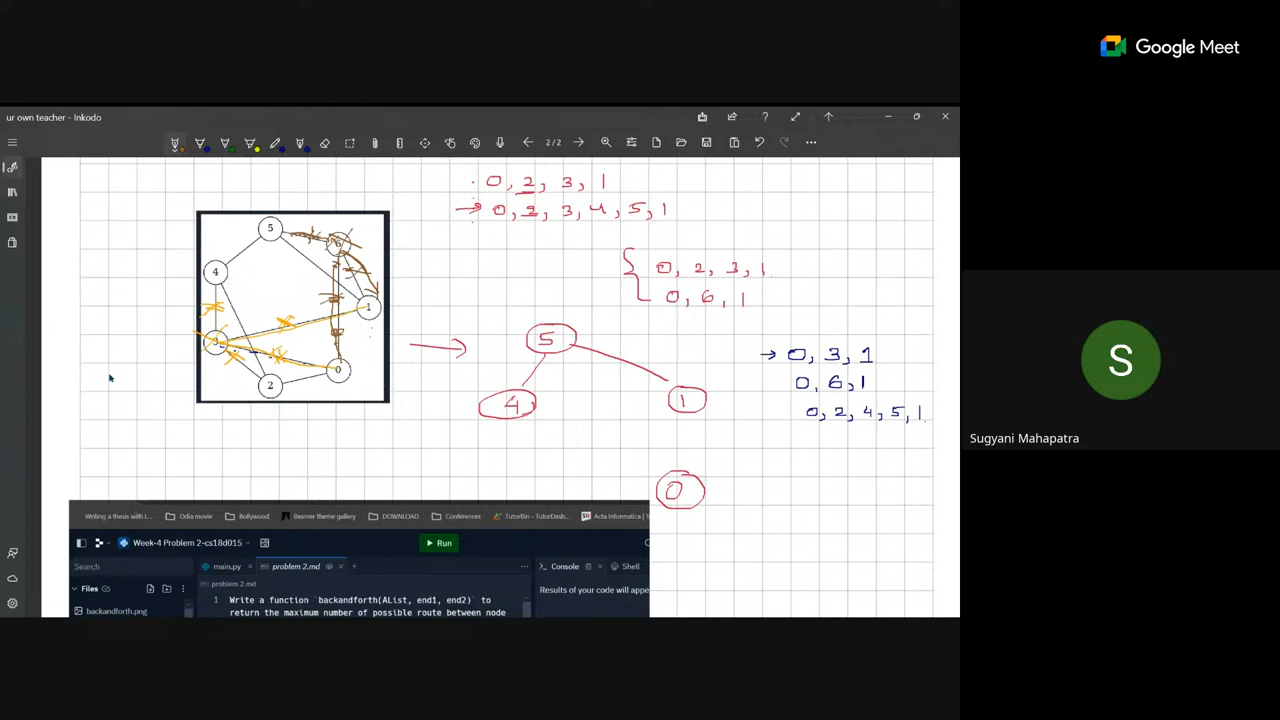 Google Meet
ur own teacher - Inkodo
2/2
0, 2, 3, 1
→ 0, 2, 3, 4, 5, 1
5
6
4
1
3
0
2
0, 2, 3, 1
0, 6, 1
5
4
1
0
→ 0, 3, 1
0, 6, 1
0, 2, 4, 5, 1
S
Sugyani Mahapatra
Writing a thesis with L... Odia movie Bollywood Beamer theme gallery DOWNLOAD Conferences TutorBin - TutorDash... Acta Informatica | T
Week-4 Problem 2-cs18d015 Run
Search main.py problem 2.md Console Shell
Files problem 2.md Results of your code will appe
1 Write a function `backandforth(AList, end1, end2)` to
backandforth.png return the maximum number of possible route between node